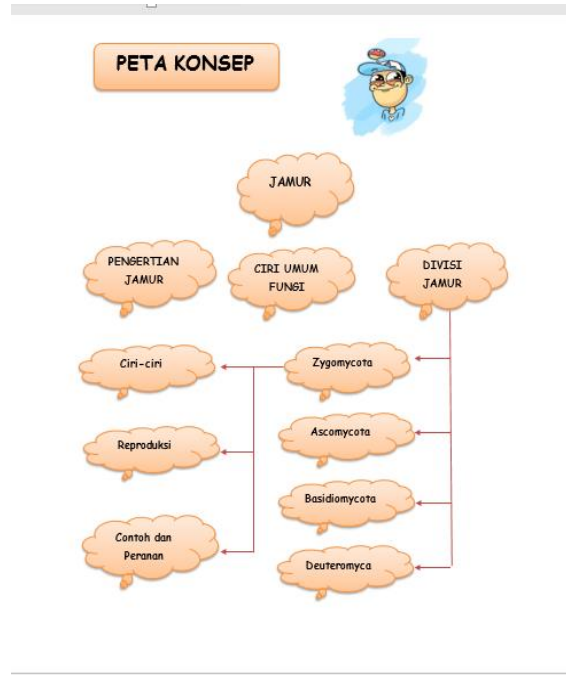 PETA KONSEP
JAMUR
PENGERTIAN
JAMUR
CIRI UMUM
FUNGI
DIVISI
JAMUR
Ciri-ciri
Zygomycota
Reproduksi
Ascomycota
Basidiomycota
Contoh dan
Peranan
Deuteromyca